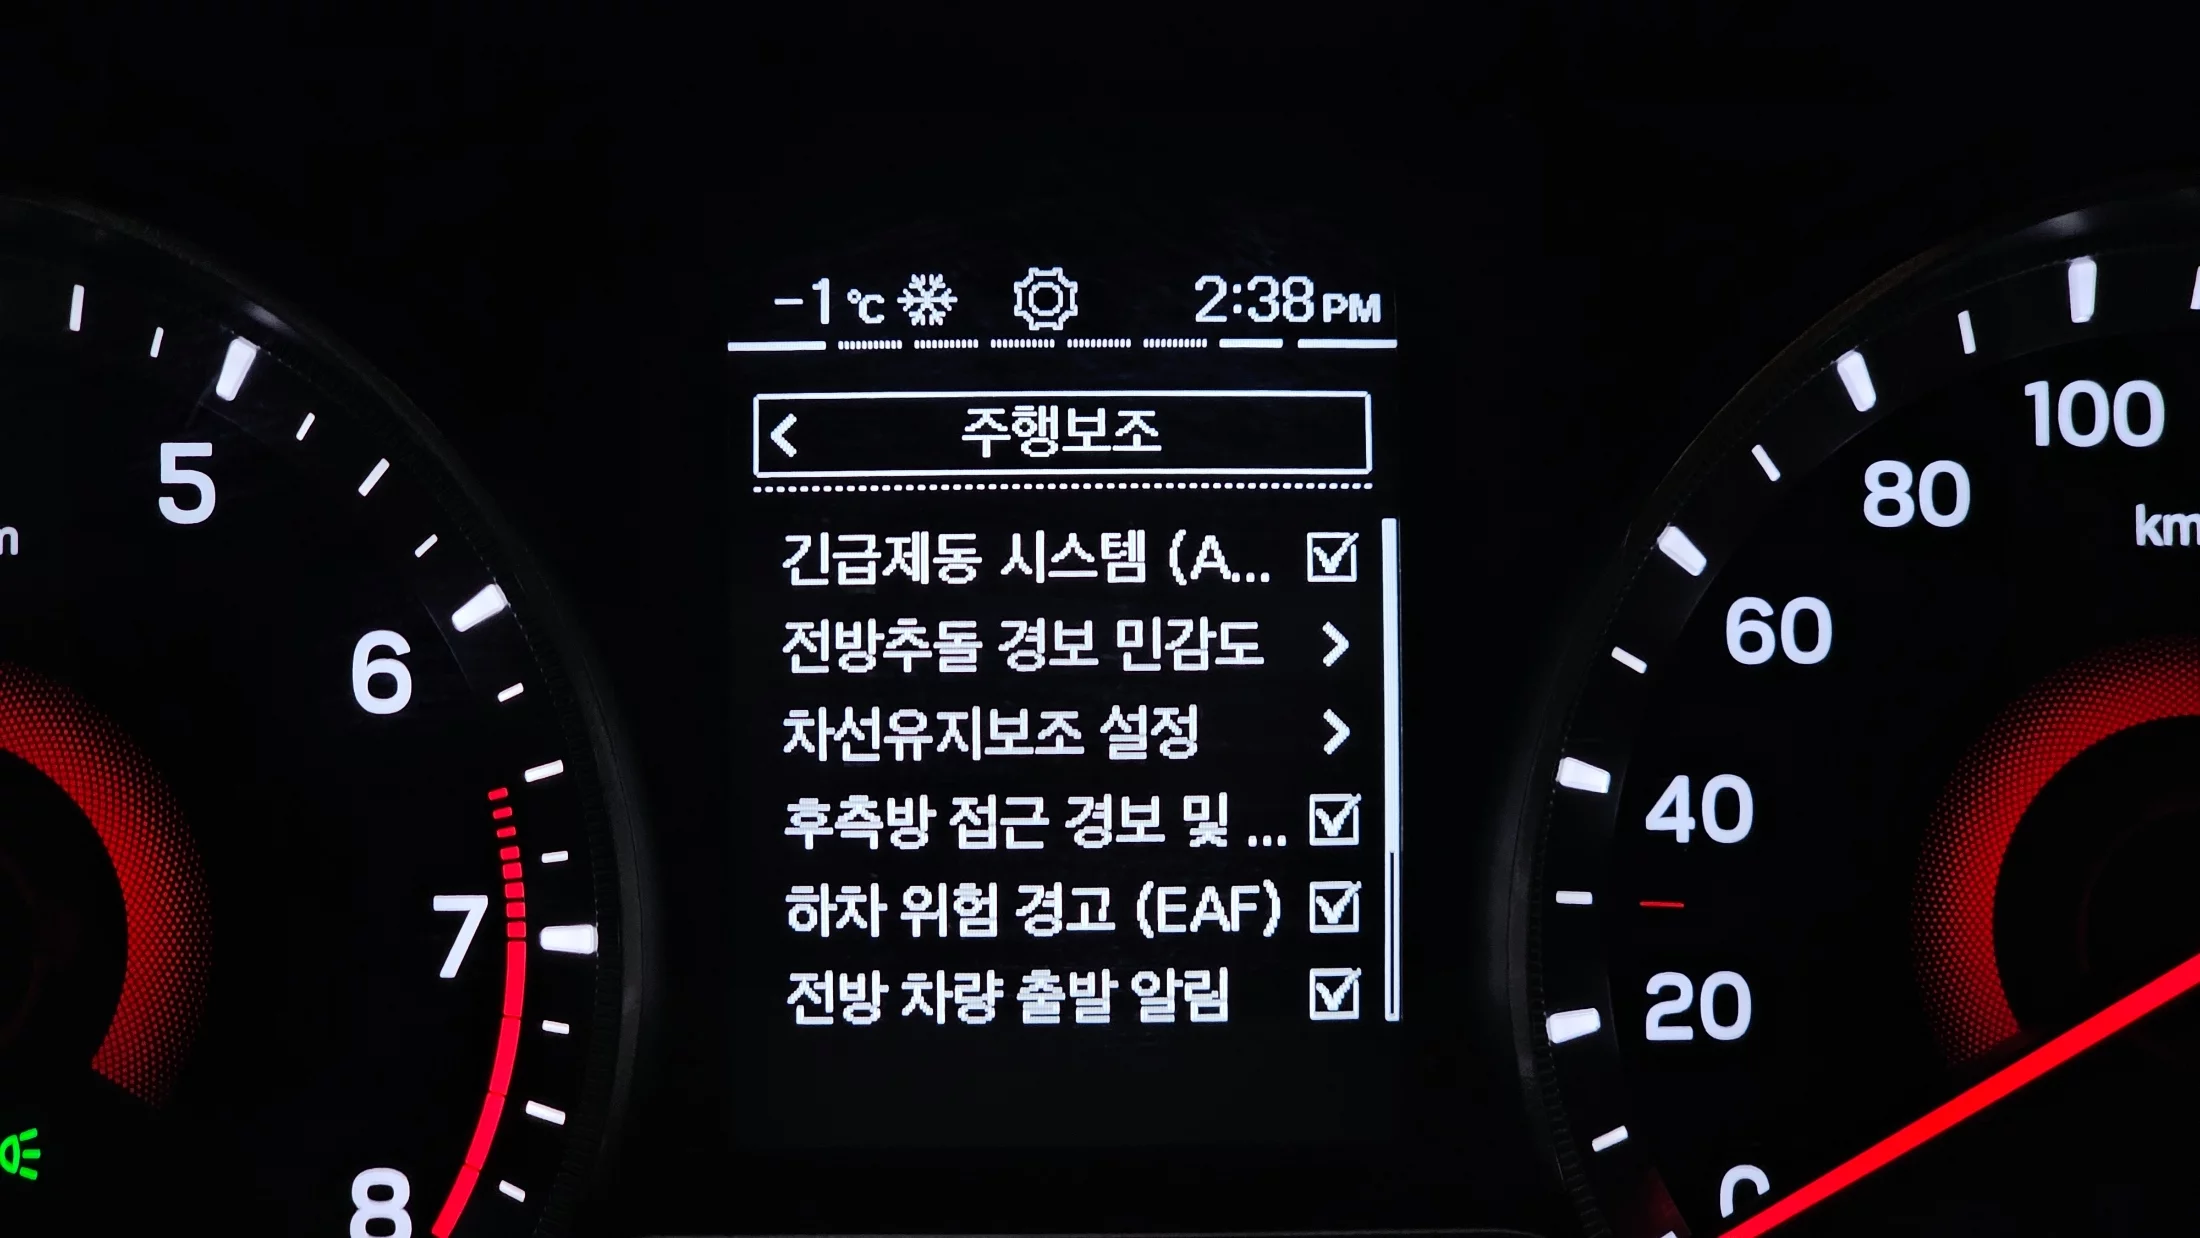 -1 ℃ 2:38 PM
주행보조
긴급제동 시스템 (A...
전방추돌 경보 민감도
차선유지보조 설정
후측방 접근 경보 및 ...
하차 위험 경고 (EAF)
전방 차량 출발 알림
5
6
7
8
100
80
60
40
20
0
km